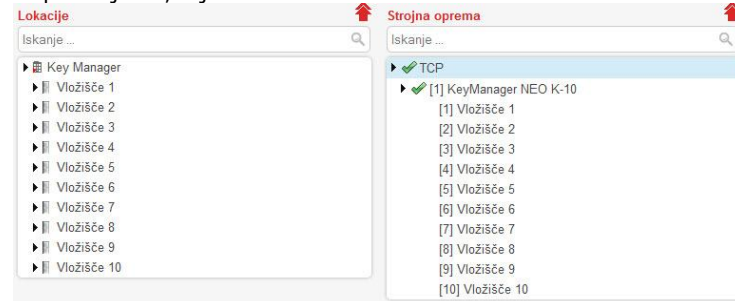 Lokacije
Iskanje ...
Key Manager
Vložišče 1
Vložišče 2
Vložišče 3
Vložišče 4
Vložišče 5
Vložišče 6
Vložišče 7
Vložišče 8
Vložišče 9
Vložišče 10
Strojna oprema
Iskanje ...
TCP
[1] KeyManager NEO K-10
[1] Vložišče 1
[2] Vložišče 2
[3] Vložišče 3
[4] Vložišče 4
[5] Vložišče 5
[6] Vložišče 6
[7] Vložišče 7
[8] Vložišče 8
[9] Vložišče 9
[10] Vložišče 10